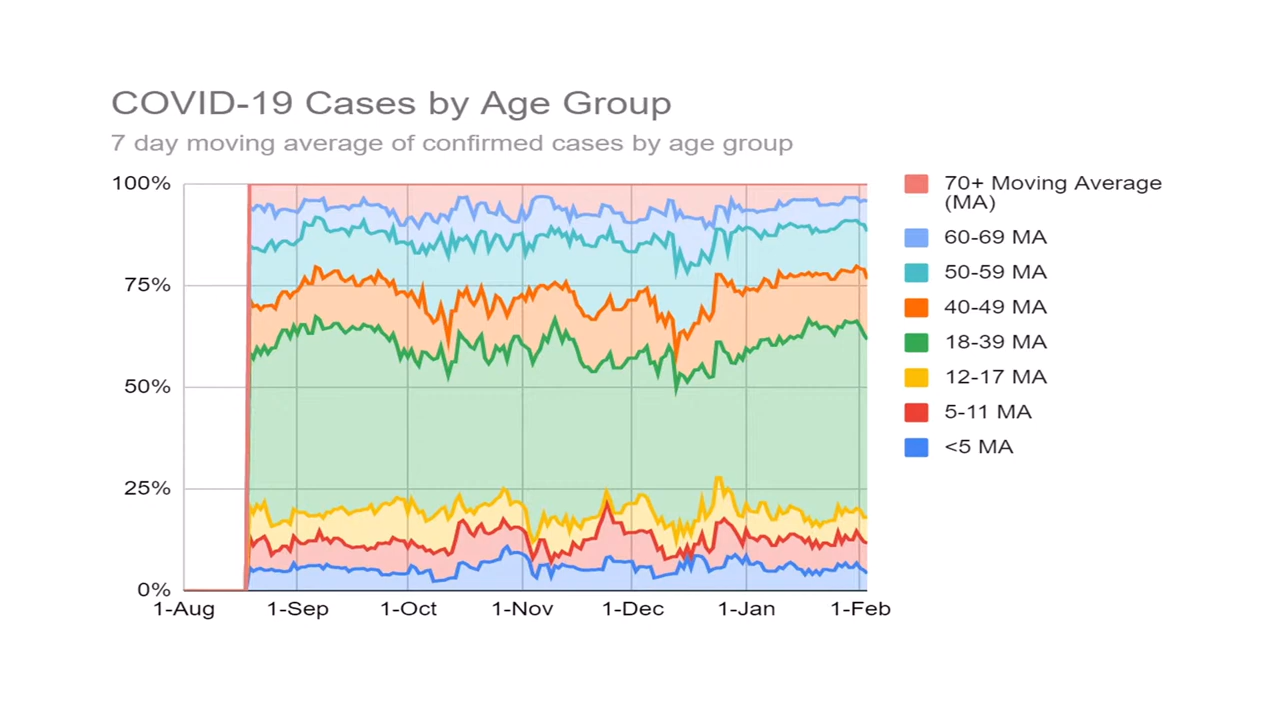 COVID-19 Cases by Age Group
7 day moving average of confirmed cases by age group
100%
75%
50%
25%
0%
1-Aug 1-Sep 1-Oct 1-Nov 1-Dec 1-Jan 1-Feb
70+ Moving Average
(MA)
60-69 MA
50-59 MA
40-49 MA
18-39 MA
12-17 MA
5-11 MA
<5 MA